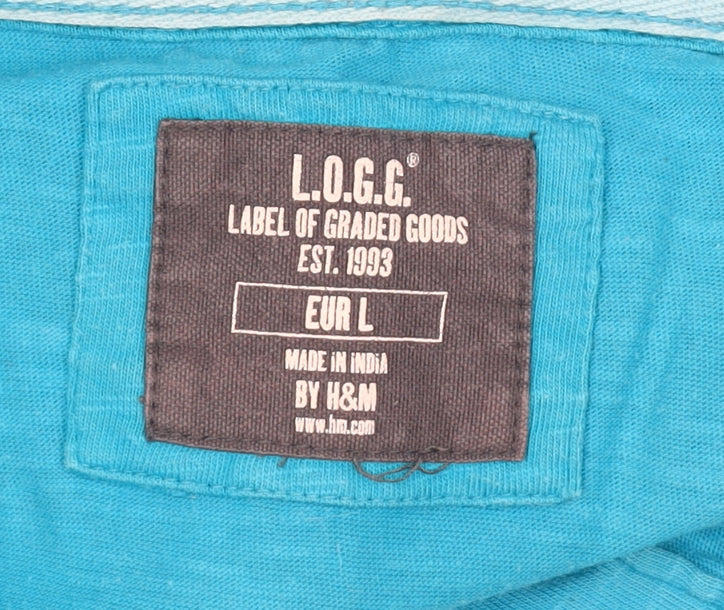 L.O.G.G.®
LABEL OF GRADED GOODS
EST. 1993
EUR L
MADE iN iNDiA
BY H&M
www.hm.com